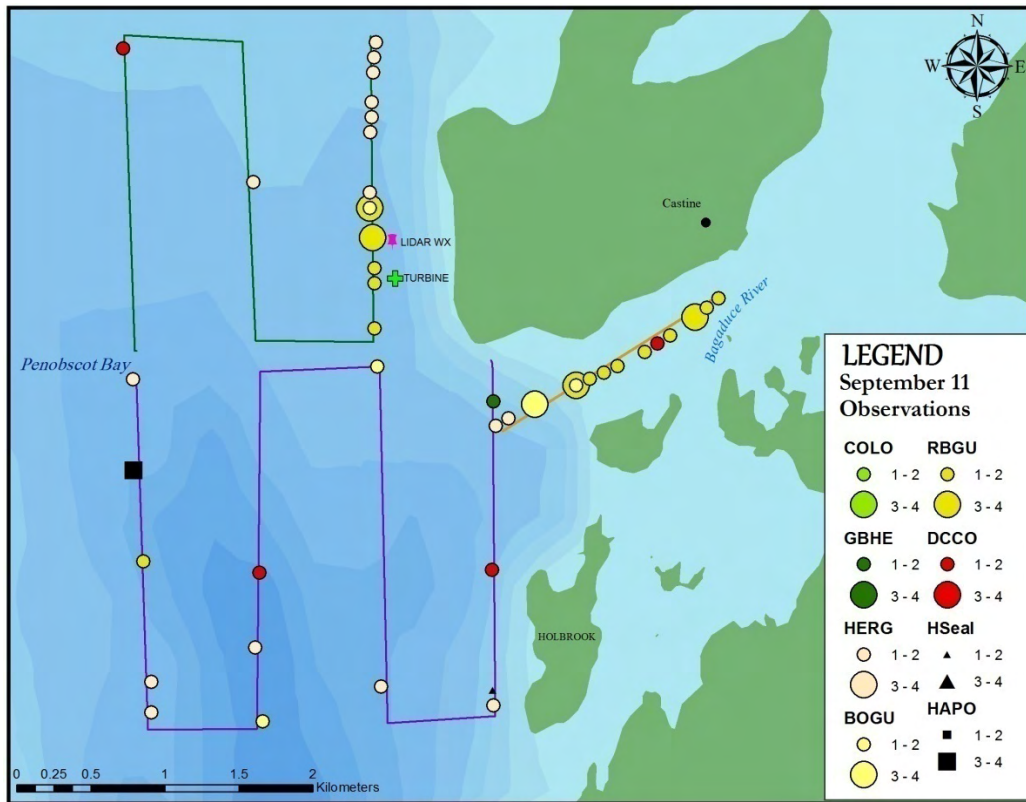 N
W E
S
Castine
LIDAR WX
TURBINE
Bagaduce River
Penobscot Bay
HOLBROOK
LEGEND
September 11
Observations
COLO RBGU
1 - 2 1 - 2
3 - 4 3 - 4
GBHE DCCO
1 - 2 1 - 2
3 - 4 3 - 4
HERG HSeal
1 - 2 1 - 2
3 - 4 3 - 4
BOGU HAPO
1 - 2 1 - 2
3 - 4 3 - 4
0 0.25 0.5 1 1.5 2
Kilometers